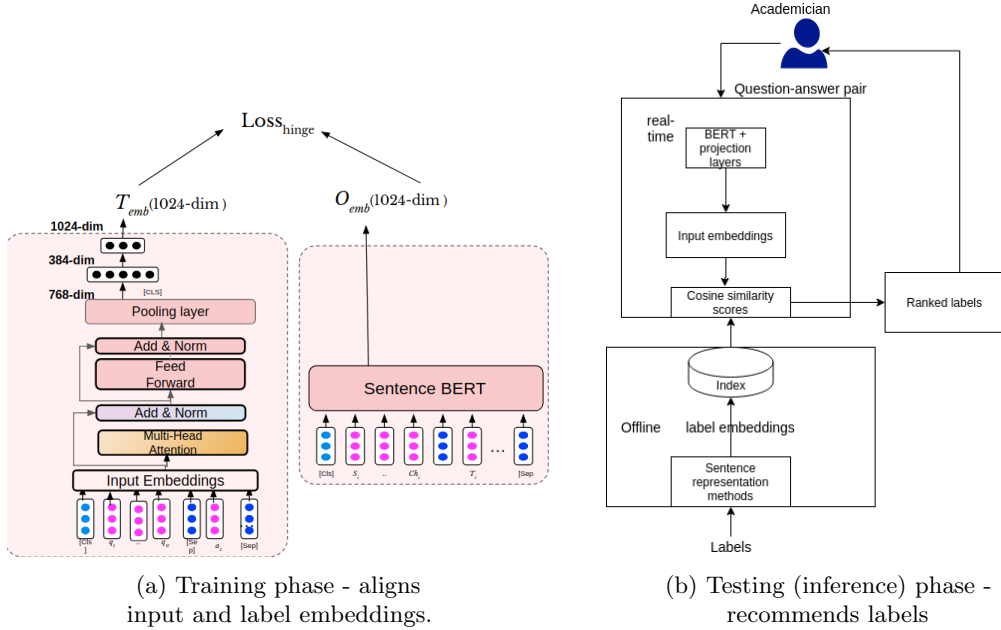 Loss_hinge
T_emb(1024-dim)
O_emb(1024-dim)
1024-dim
384-dim
768-dim
[CLS]
Pooling layer
Add & Norm
Feed
Forward
Add & Norm
Multi-Head
Attention
Input Embeddings
[Cls
]
q_1
..
q_n
[Se
p]
a_1
...
[Sep]
Sentence BERT
[Cls]
S_i
..
Ch_i
T_i
...
[Sep
(a) Training phase - aligns
input and label embeddings.
Academician
Question-answer pair
real-
time
BERT +
projection
layers
Input embeddings
Cosine similarity
scores
Ranked labels
Index
Offline
label embeddings
Sentence
representation
methods
Labels
(b) Testing (inference) phase -
recommends labels